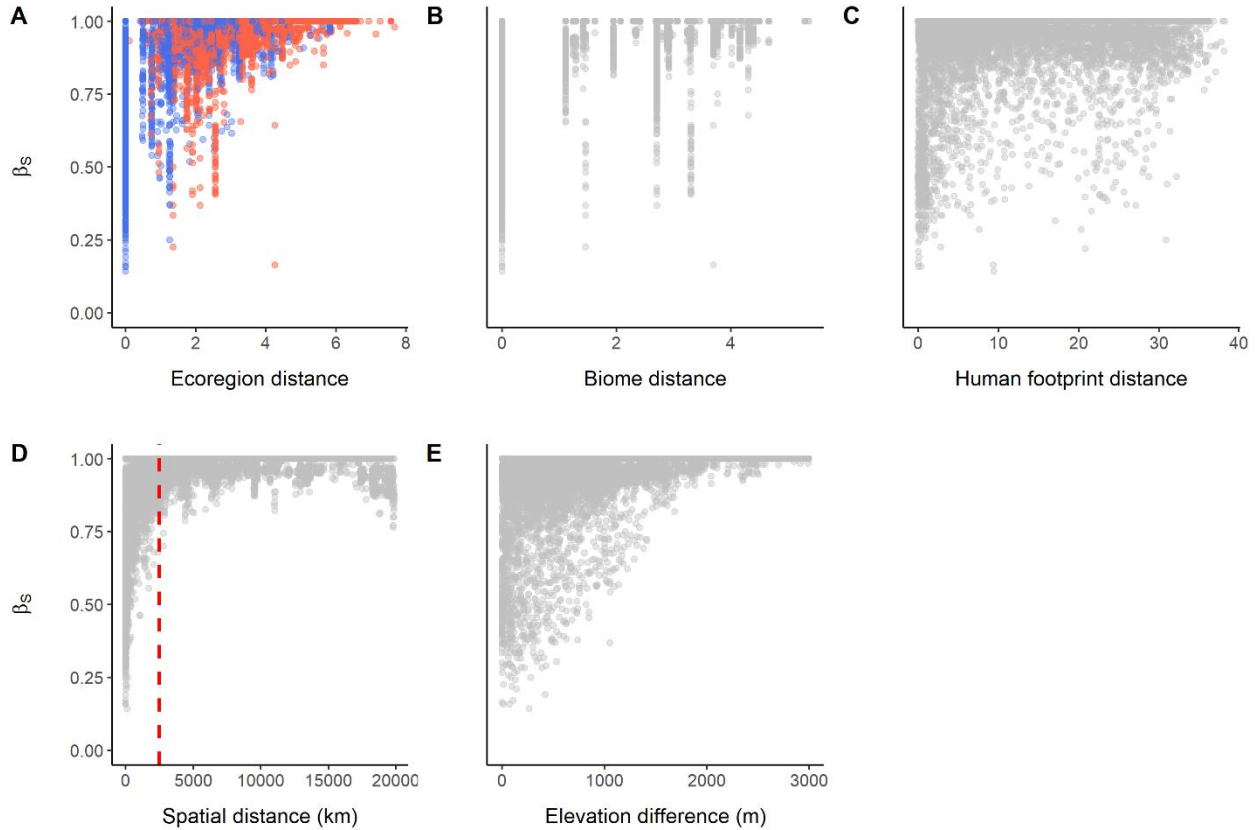 A
B
C
1.00
0.75
0.50
0.25
0.00
βS
0 2 4 6 8
0 2 4
0 10 20 30 40
Ecoregion distance
Biome distance
Human footprint distance
D
E
1.00
0.75
0.50
0.25
0.00
βS
0 5000 10000 15000 20000
0 1000 2000 3000
Spatial distance (km)
Elevation difference (m)